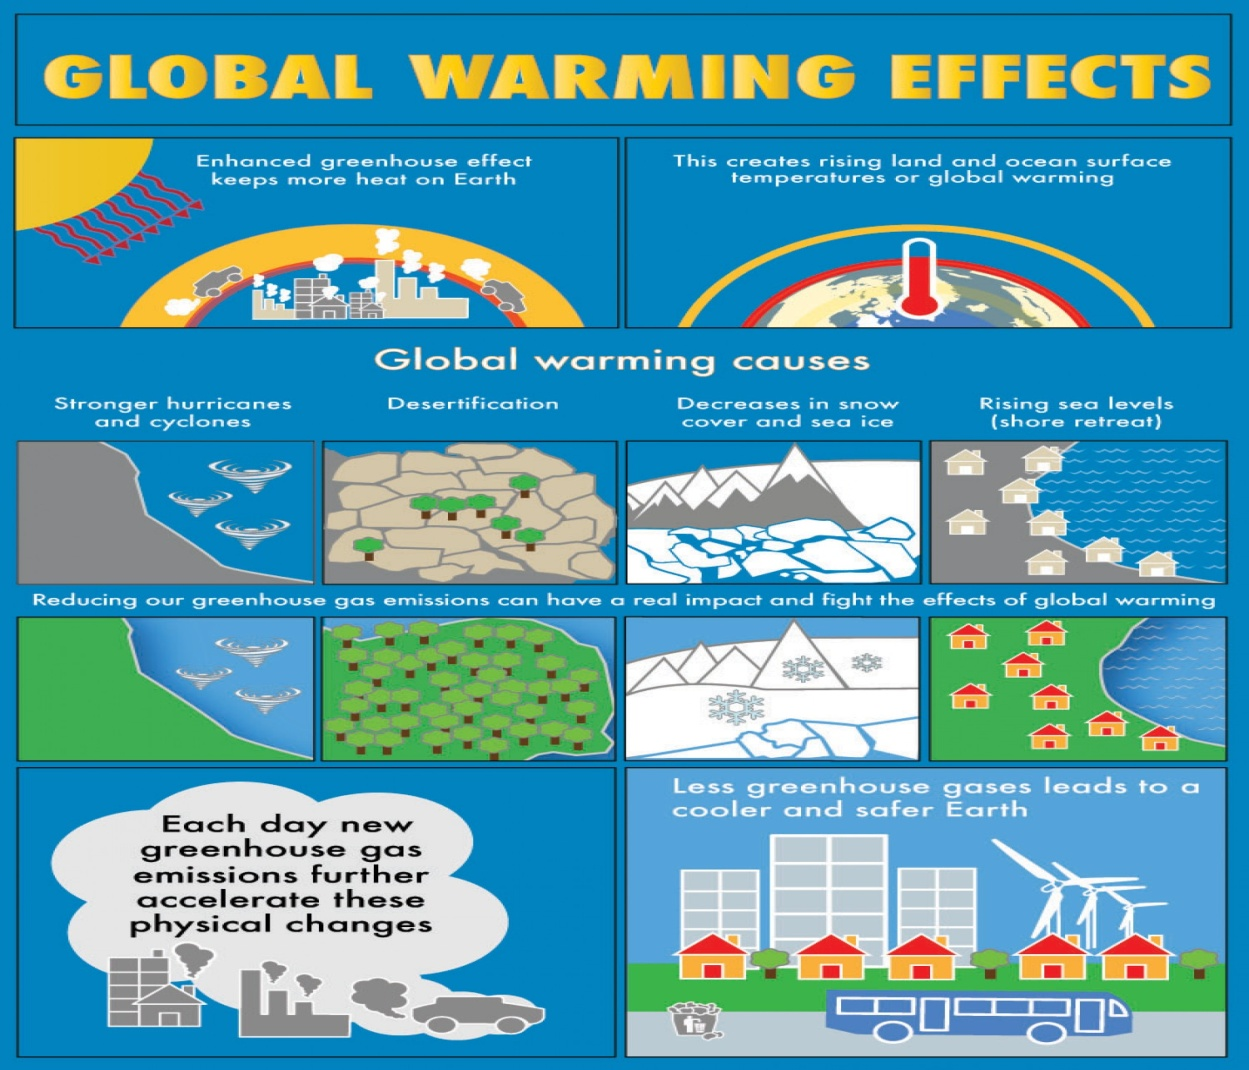 GLOBAL WARMING EFFECTS
Enhanced greenhouse effect
keeps more heat on Earth
This creates rising land and ocean surface
temperatures or global warming
Global warming causes
Stronger hurricanes
and cyclones
Desertification
Decreases in snow
cover and sea ice
Rising sea levels
(shore retreat)
Reducing our greenhouse gas emissions can have a real impact and fight the effects of global warming
Each day new
greenhouse gas
emissions further
accelerate these
physical changes
Less greenhouse gases leads to a
cooler and safer Earth